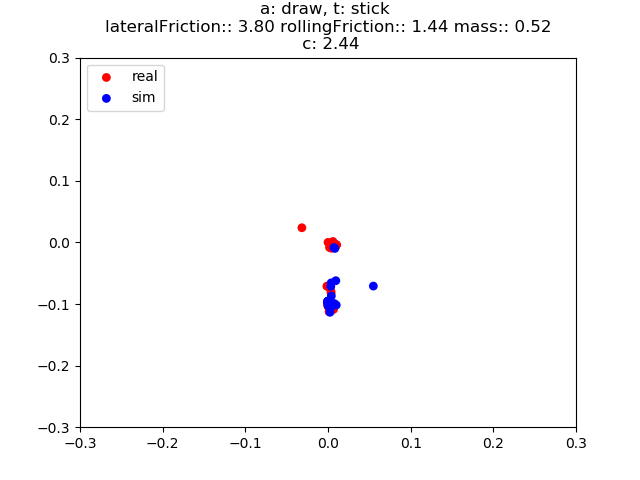 a: draw, t: stick
lateralFriction:: 3.80 rollingFriction:: 1.44 mass:: 0.52
c: 2.44
0.3
real
sim
0.2
0.1
0.0
−0.1
−0.2
−0.3
−0.3 −0.2 −0.1 0.0 0.1 0.2 0.3